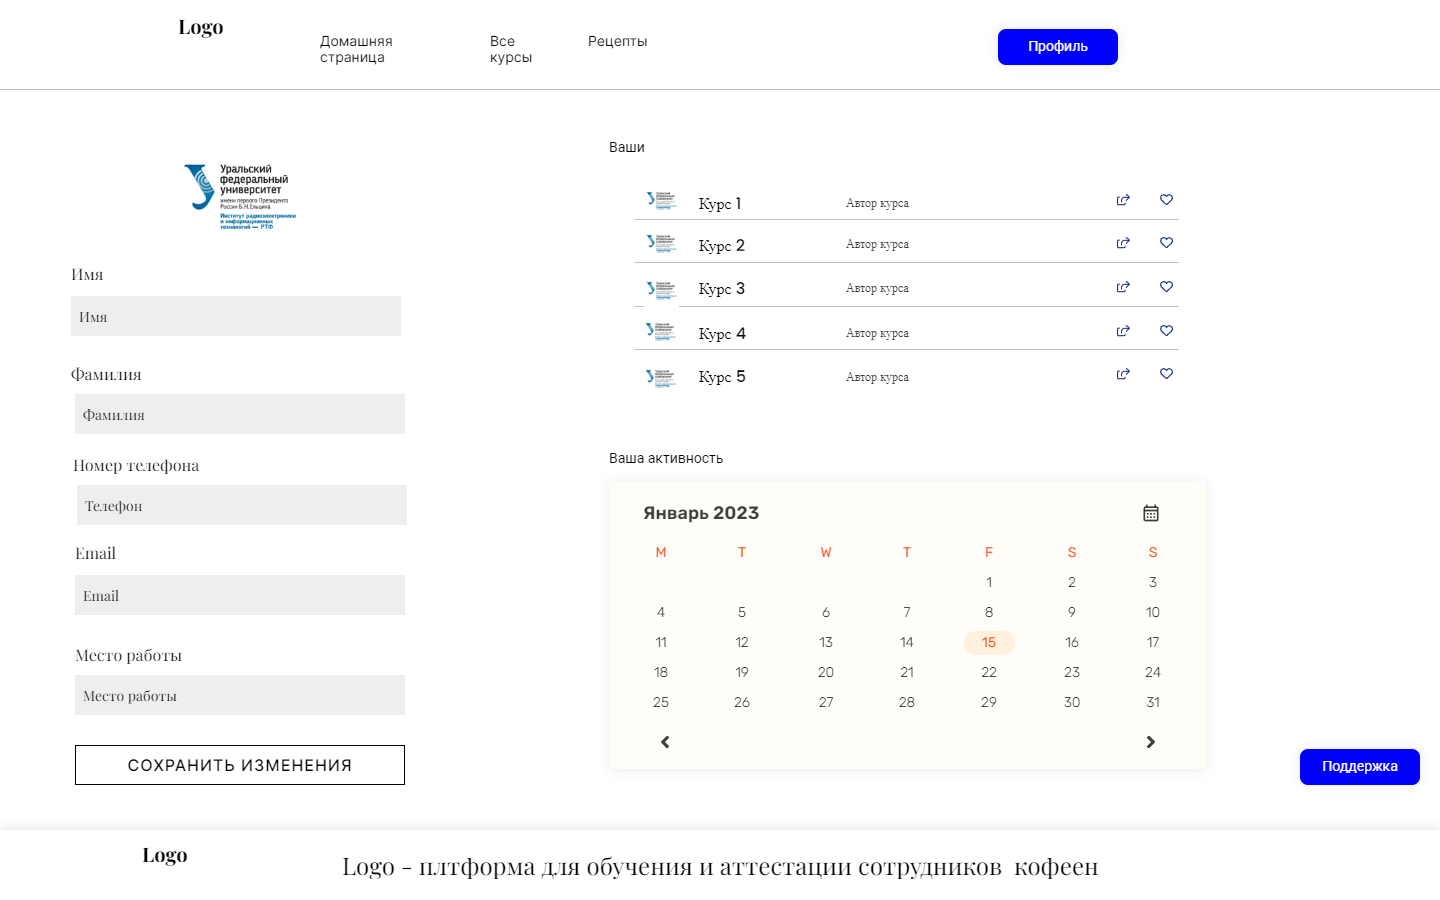 Logo
Домашняя
страница
Все
курсы
Рецепты
Профиль
Уральский
федеральный
университет
имени первого Президента
России Б.Н.Ельцина
Институт радиоэлектроники
и информационных
технологий — РТФ
Имя
Имя
Фамилия
Фамилия
Номер телефона
Телефон
Email
Email
Место работы
Место работы
СОХРАНИТЬ ИЗМЕНЕНИЯ
Ваши
Курс 1 Автор курса
Курс 2 Автор курса
Курс 3 Автор курса
Курс 4 Автор курса
Курс 5 Автор курса
Ваша активность
Январь 2023
M T W T F S S
1 2 3
4 5 6 7 8 9 10
11 12 13 14 15 16 17
18 19 20 21 22 23 24
25 26 27 28 29 30 31
Поддержка
Logo
Logo - плтформа для обучения и аттестации сотрудников кофеен